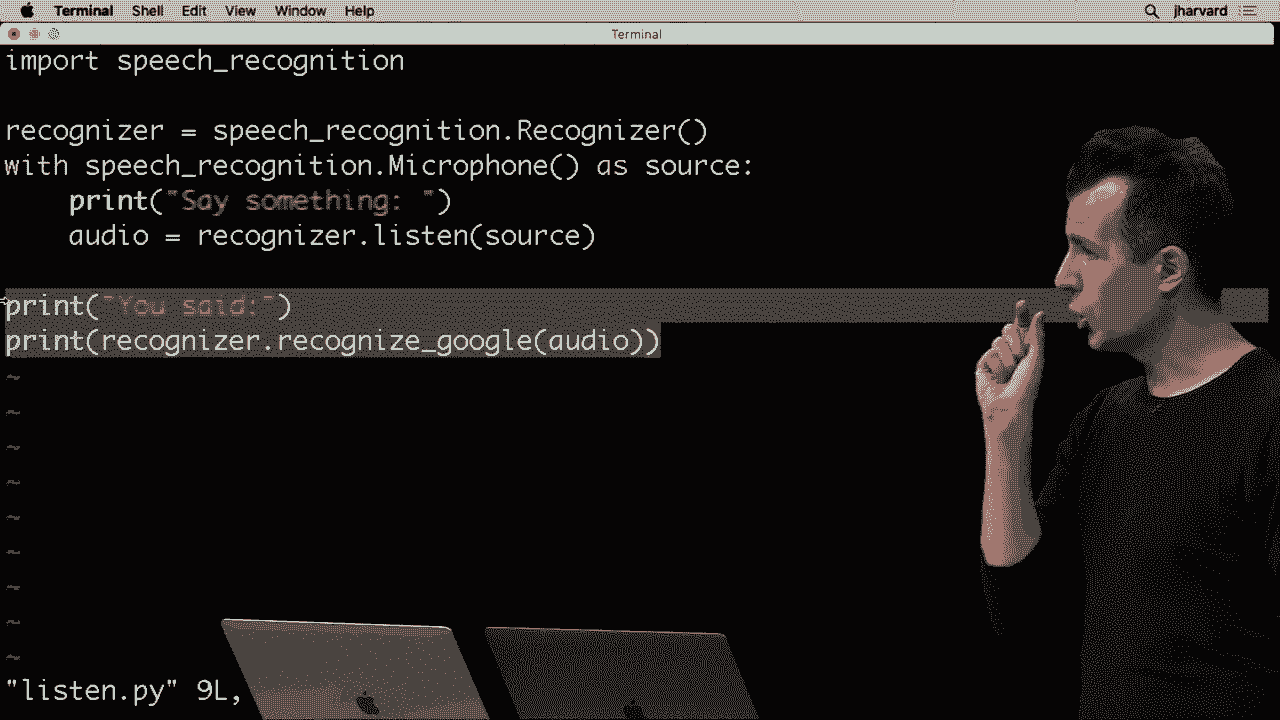 Terminal Shell Edit View Window Help jharvard
Terminal
import speech_recognition
recognizer = speech_recognition.Recognizer()
with speech_recognition.Microphone() as source:
    print("Say something: ")
    audio = recognizer.listen(source)
print("You said:")
print(recognizer.recognize_google(audio))
~
~
~
~
~
~
~
~
~
"listen.py" 9L,